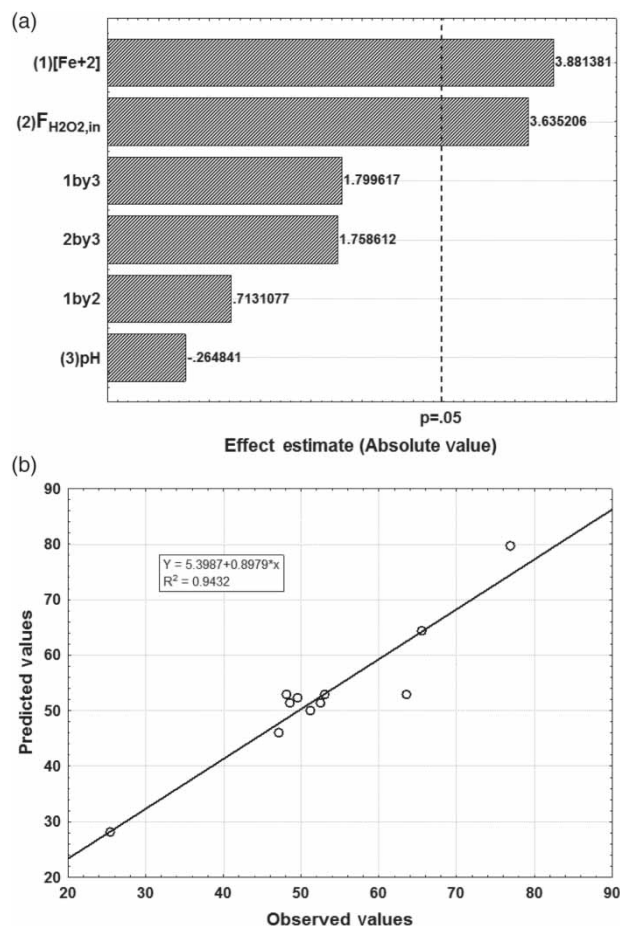 (a)
(1)[Fe+2]
3.881381
(2)F H2O2,in
3.635206
1by3
1.799617
2by3
1.758612
1by2
.7131077
(3)pH
-.264841
p=.05
Effect estimate (Absolute value)
(b)
90
80
70
60
50
40
30
20
Predicted values
Y = 5.3987+0.8979*x
R² = 0.9432
20 30 40 50 60 70 80 90
Observed values